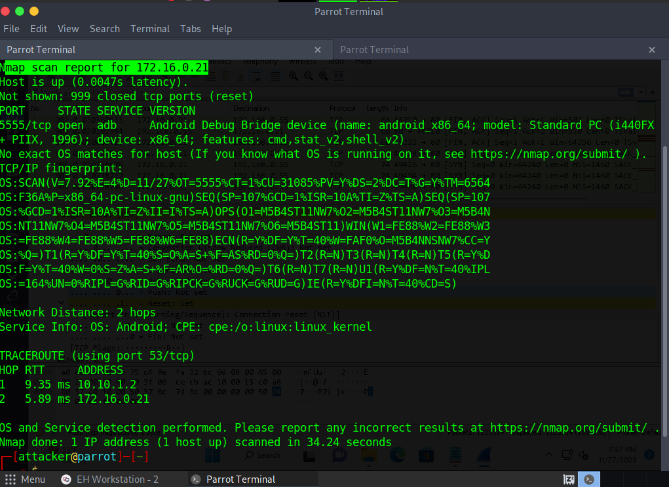 Parrot Terminal
File Edit View Search Terminal Tabs Help
Parrot Terminal × Parrot Terminal ×
Nmap scan report for 172.16.0.21
Host is up (0.0047s latency).
Not shown: 999 closed tcp ports (reset)
PORT STATE SERVICE VERSION
5555/tcp open adb Android Debug Bridge device (name: android_x86_64; model: Standard PC (i440FX
+ PIIX, 1996); device: x86_64; features: cmd,stat_v2,shell_v2)
No exact OS matches for host (If you know what OS is running on it, see https://nmap.org/submit/ ).
TCP/IP fingerprint:
OS:SCAN(V=7.92%E=4%D=11/27%OT=5555%CT=1%CU=31085%PV=Y%DS=2%DC=T%G=Y%TM=6564
OS:F36A%P=x86_64-pc-linux-gnu)SEQ(SP=107%GCD=1%ISR=10A%TI=Z%TS=A)SEQ(SP=107
OS:%GCD=1%ISR=10A%TI=Z%II=I%TS=A)OPS(O1=M5B4ST11NW7%O2=M5B4ST11NW7%O3=M5B4N
OS:NT11NW7%O4=M5B4ST11NW7%O5=M5B4ST11NW7%O6=M5B4ST11)WIN(W1=FE88%W2=FE88%W3
OS:=FE88%W4=FE88%W5=FE88%W6=FE88)ECN(R=Y%DF=Y%T=40%W=FAF0%O=M5B4NNSNW7%CC=Y
OS:%Q=)T1(R=Y%DF=Y%T=40%S=O%A=S+%F=AS%RD=0%Q=)T2(R=N)T3(R=N)T4(R=N)T5(R=Y%D
OS:F=Y%T=40%W=0%S=Z%A=S+%F=AR%O=%RD=0%Q=)T6(R=N)T7(R=N)U1(R=Y%DF=N%T=40%IPL
OS:=164%UN=0%RIPL=G%RID=G%RIPCK=G%RUCK=G%RUD=G)IE(R=Y%DFI=N%T=40%CD=S)
Network Distance: 2 hops
Service Info: OS: Android; CPE: cpe:/o:linux:linux_kernel
TRACEROUTE (using port 53/tcp)
HOP RTT ADDRESS
1 9.35 ms 10.10.1.2
2 5.89 ms 172.16.0.21
OS and Service detection performed. Please report any incorrect results at https://nmap.org/submit/ .
Nmap done: 1 IP address (1 host up) scanned in 34.24 seconds
┌─[attacker@parrot]─[~]
Menu EH Workstation - 2 Parrot Terminal